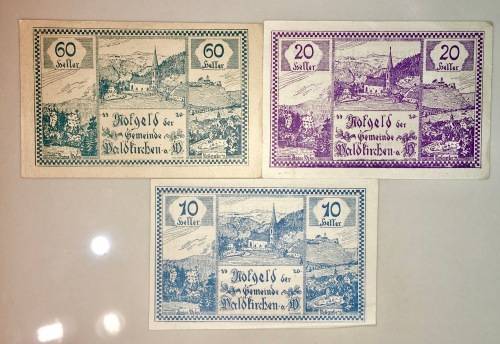 60 60
Heller Heller
Notgeld der
Gemeinde
Waldkirchen a/W
20 20
Heller Heller
Notgeld der
Gemeinde
Waldkirchen a/W
10 10
Heller Heller
Notgeld der
Gemeinde
Waldkirchen a/W